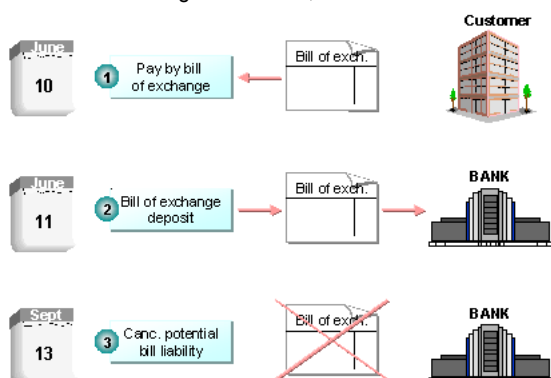 Customer
June
10
1
Pay by bill
of exchange
Bill of exch.
June
11
2
Bill of exchange
deposit
Bill of exch.
BANK
Sept
13
3
Canc. potential
bill liability
Bill of exch.
BANK